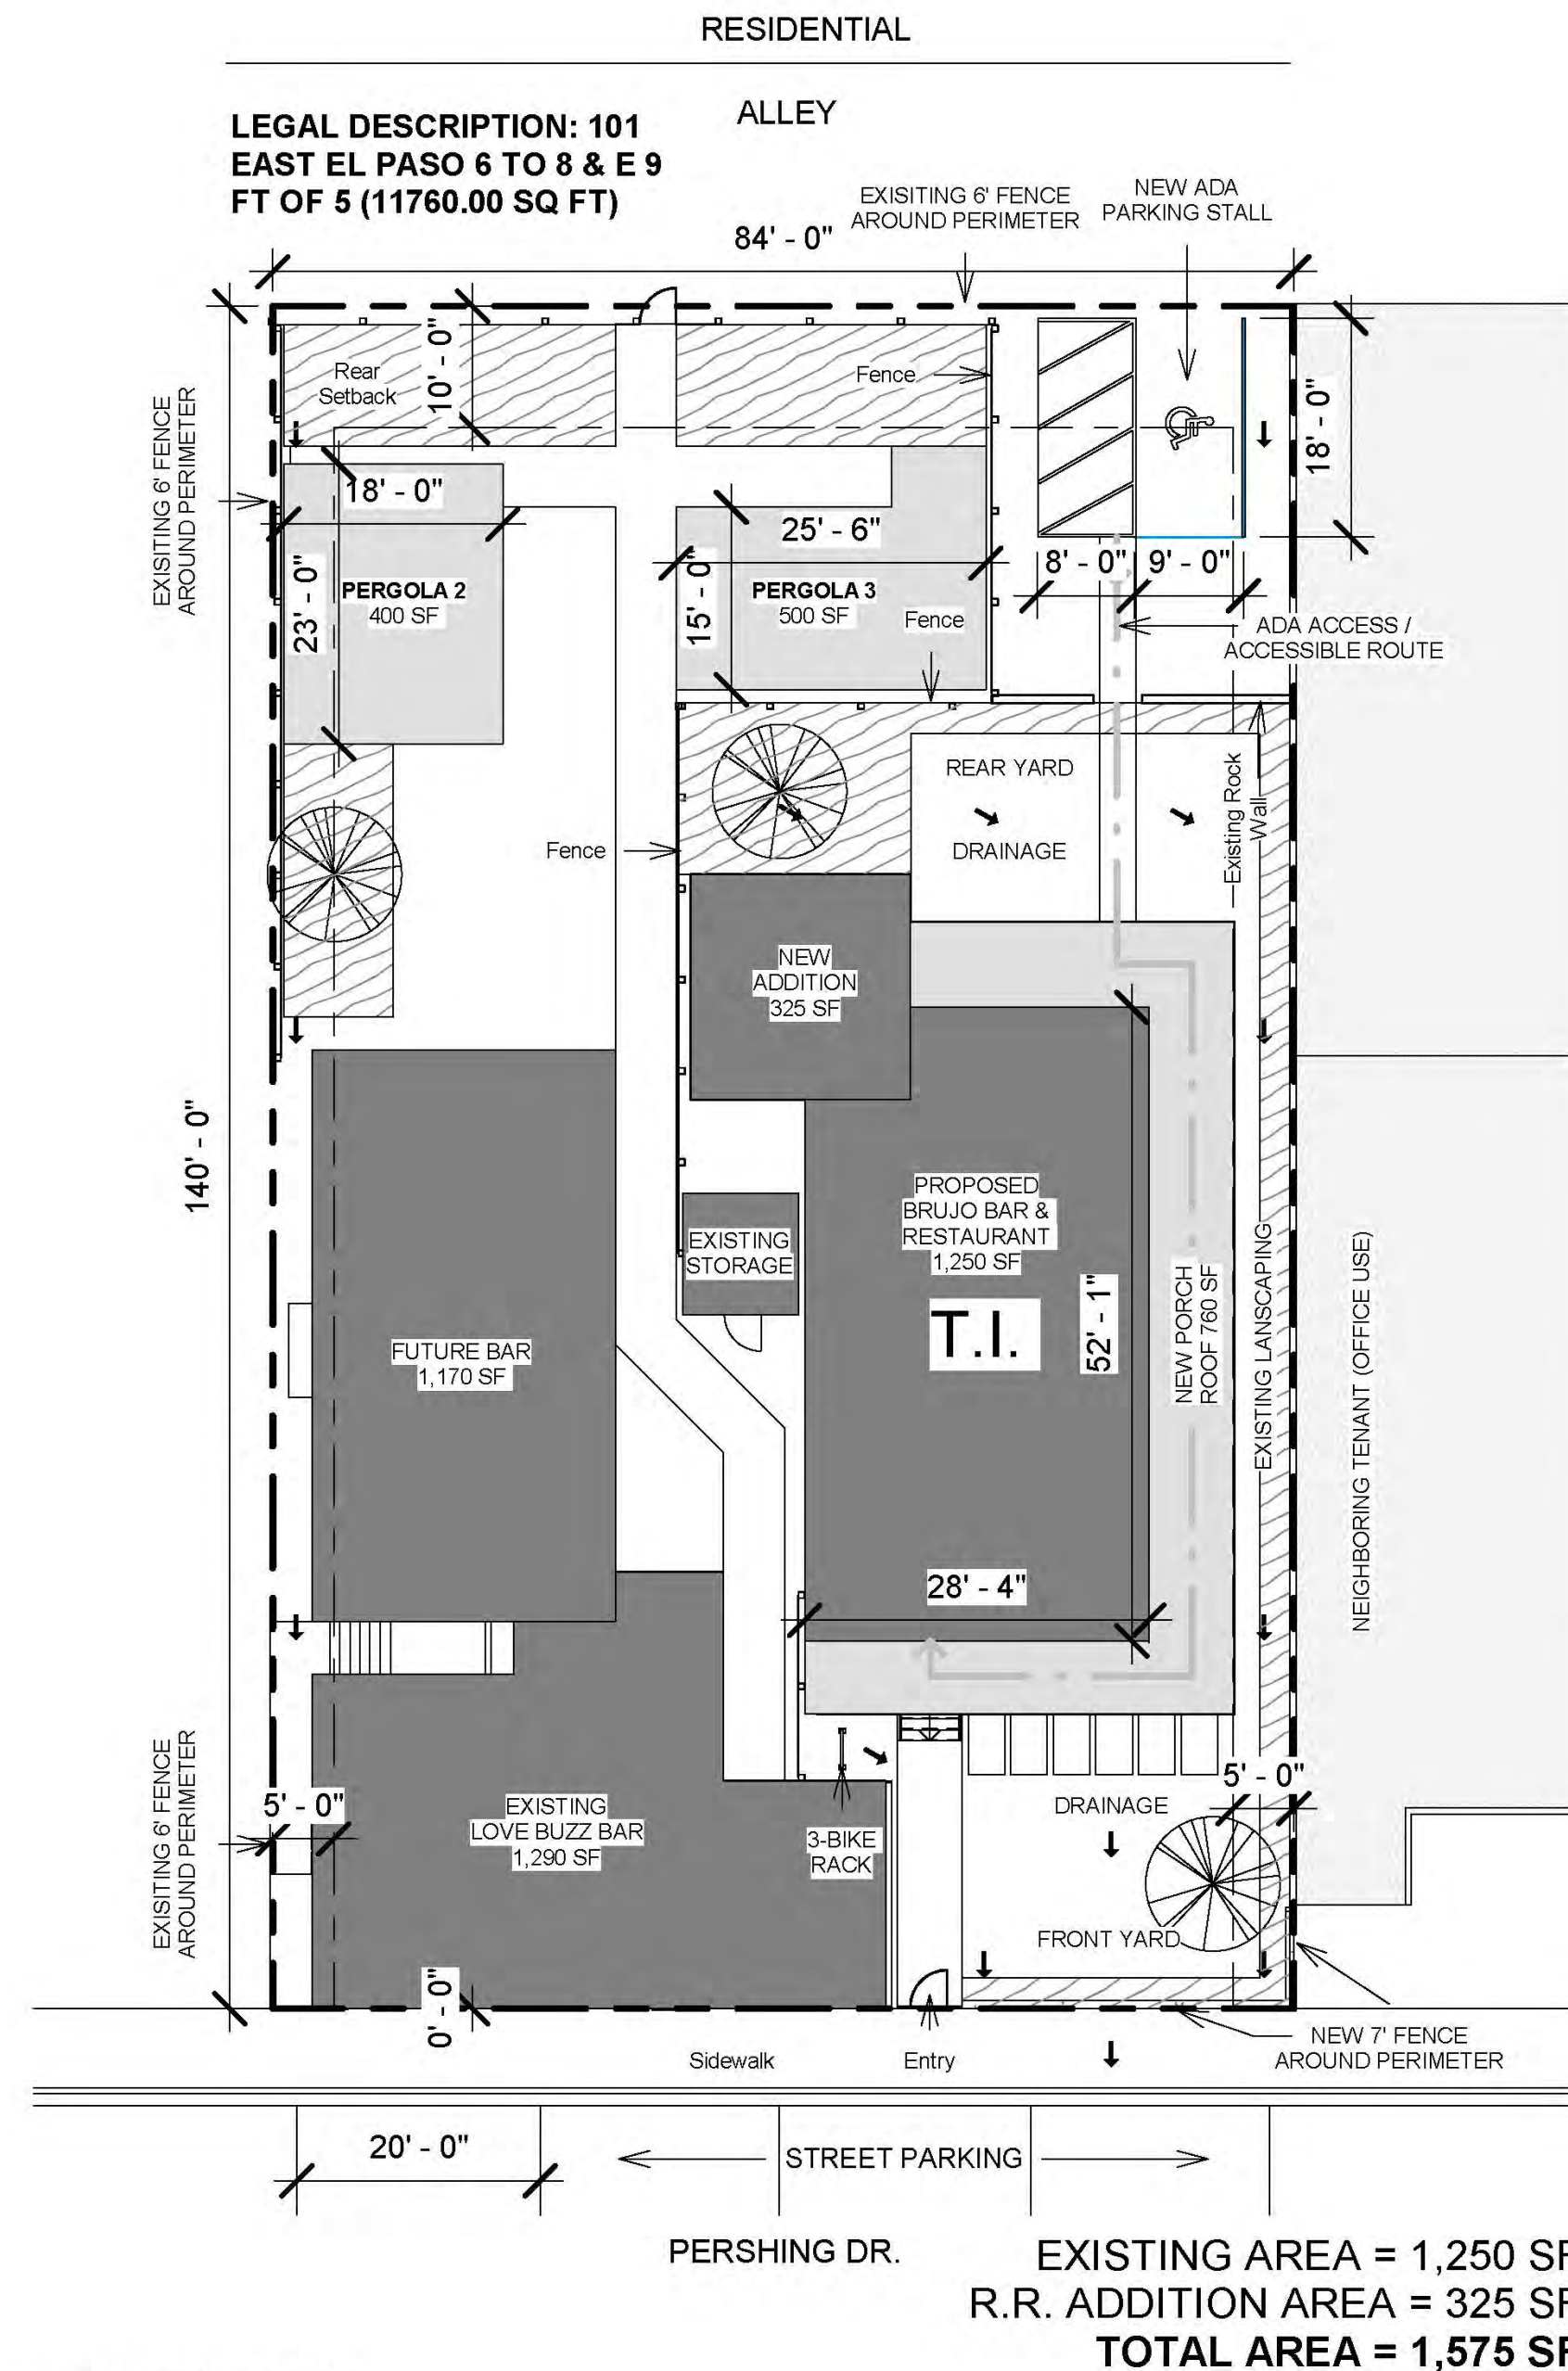 RESIDENTIAL
ALLEY
LEGAL DESCRIPTION: 101
EAST EL PASO 6 TO 8 & E 9
FT OF 5 (11760.00 SQ FT)
EXISITING 6' FENCE
AROUND PERIMETER
NEW ADA
PARKING STALL
84' - 0"
Rear
Setback
10' - 0"
Fence
18' - 0"
EXISITING 6' FENCE
AROUND PERIMETER
18' - 0"
23' - 0"
PERGOLA 2
400 SF
25' - 6"
15' - 0"
PERGOLA 3
500 SF
Fence
8' - 0"
9' - 0"
ADA ACCESS /
ACCESSIBLE ROUTE
REAR YARD
DRAINAGE
Existing Rock
Wall
Fence
NEW
ADDITION
325 SF
140' - 0"
PROPOSED
BRUJO BAR &
RESTAURANT
1,250 SF
T.I.
52' - 1"
EXISTING
STORAGE
NEW PORCH
ROOF 760 SF
EXISTING LANSCAPING
NEIGHBORING TENANT (OFFICE USE)
FUTURE BAR
1,170 SF
28' - 4"
EXISITING 6' FENCE
AROUND PERIMETER
5' - 0"
EXISTING
LOVE BUZZ BAR
1,290 SF
3-BIKE
RACK
5' - 0"
DRAINAGE
FRONT YARD
0' - 0"
Sidewalk
Entry
NEW 7' FENCE
AROUND PERIMETER
20' - 0"
STREET PARKING
PERSHING DR.
EXISTING AREA = 1,250 SF
R.R. ADDITION AREA = 325 SF
TOTAL AREA = 1,575 SF